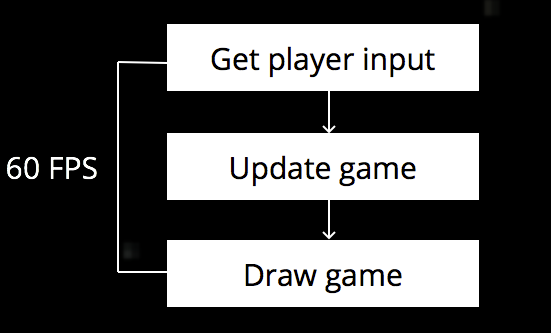 Get player input
60 FPS
Update game
Draw game